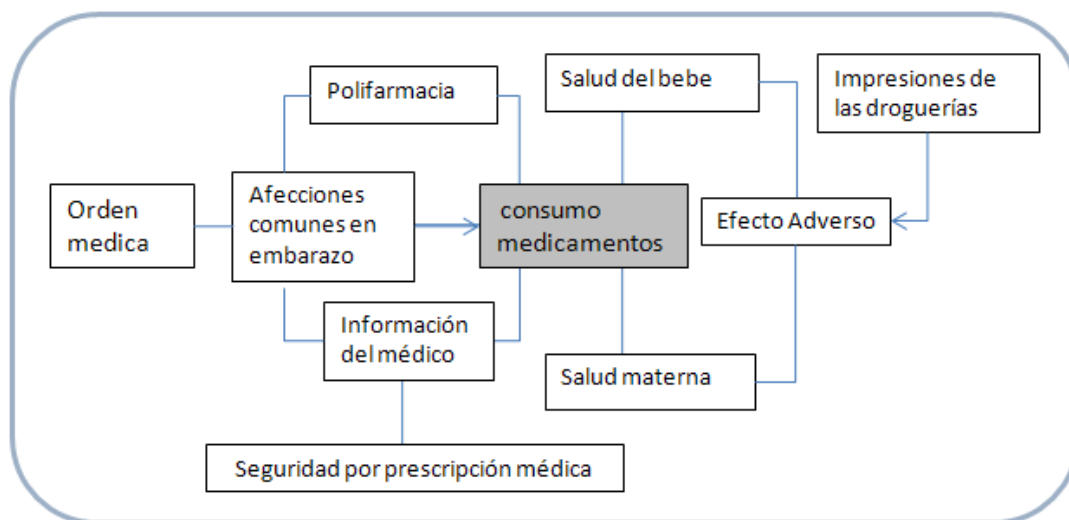 Polifarmacia
Salud del bebe
Impresiones de
las droguerías
Orden
medica
Afecciones
comunes en
embarazo
consumo
medicamentos
Efecto Adverso
Información
del médico
Salud materna
Seguridad por prescripción médica